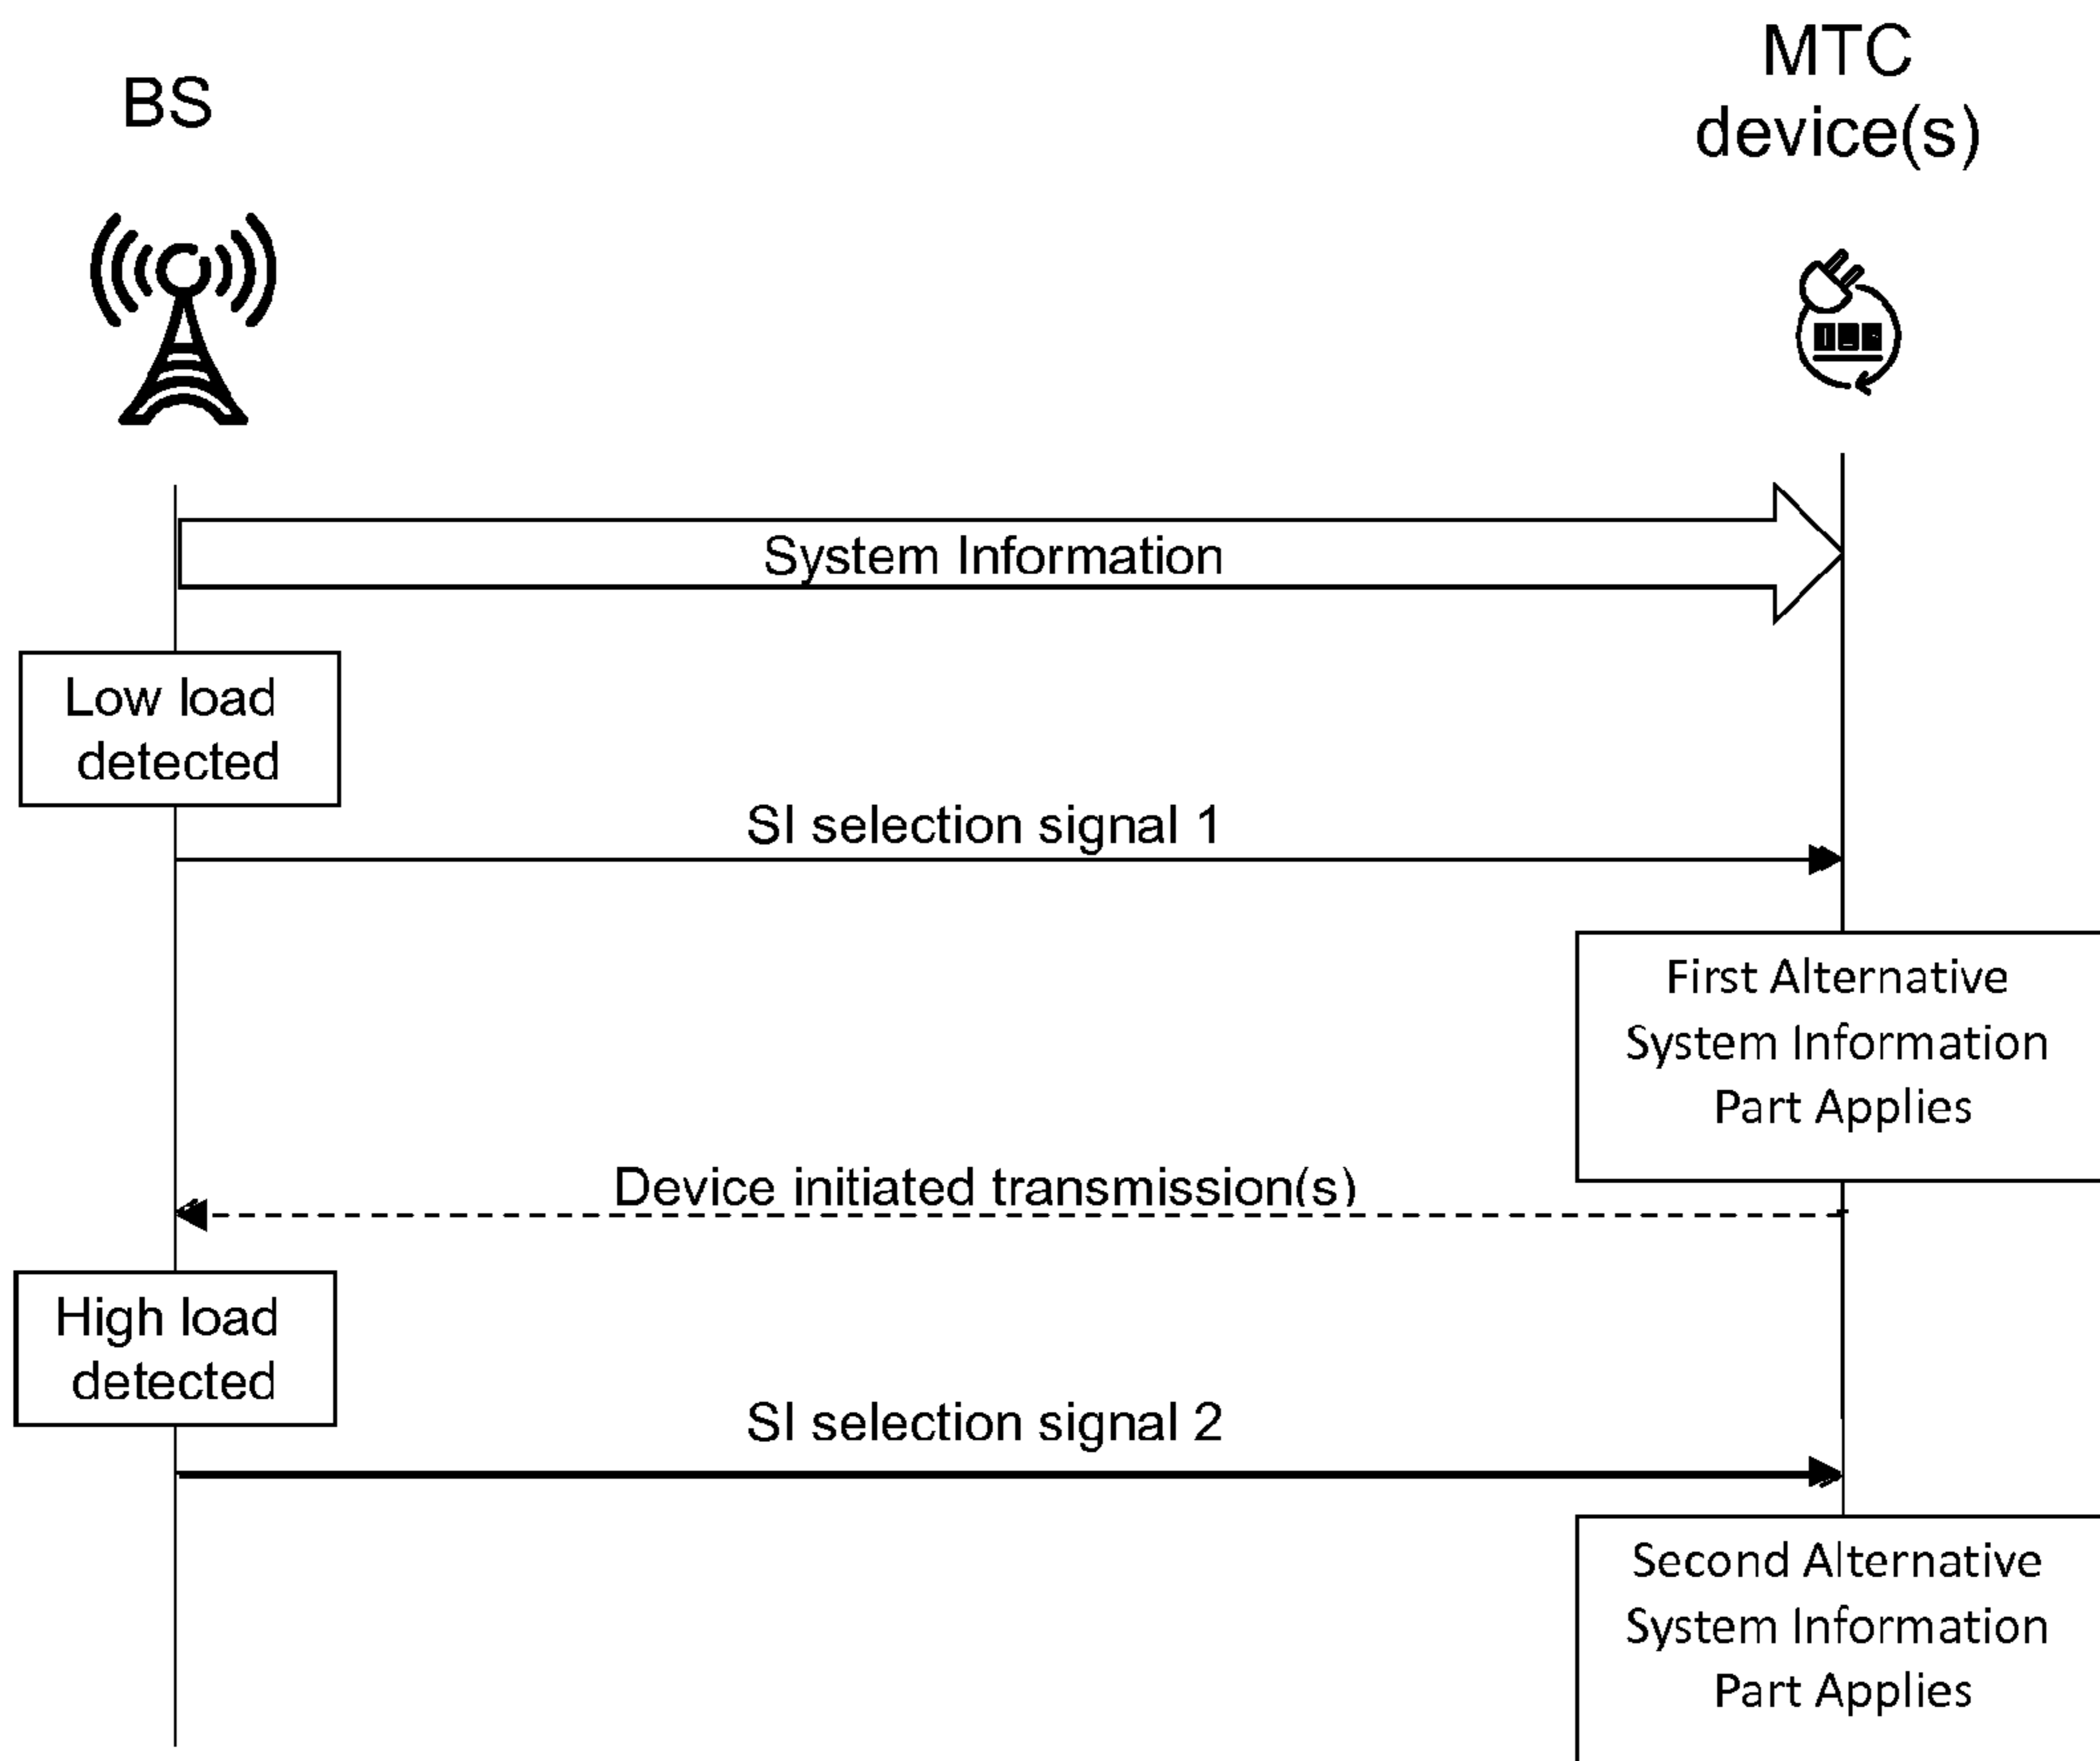 BS
MTC
device(s)
System Information
Low load
detected
SI selection signal 1
First Alternative
System Information
Part Applies
Device initiated transmission(s)
High load
detected
SI selection signal 2
Second Alternative
System Information
Part Applies